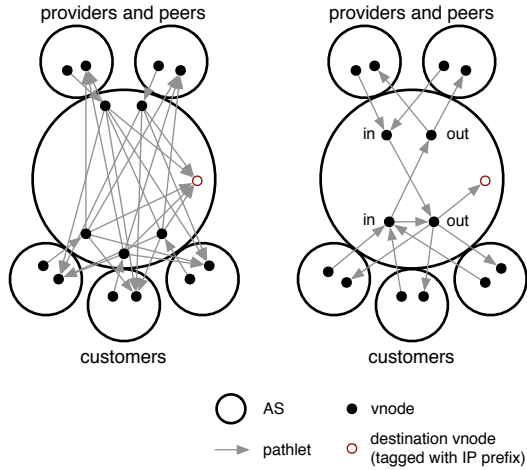 providers and peers
providers and peers
in
out
in
out
customers
customers
AS
vnode
pathlet
destination vnode
(tagged with IP prefix)